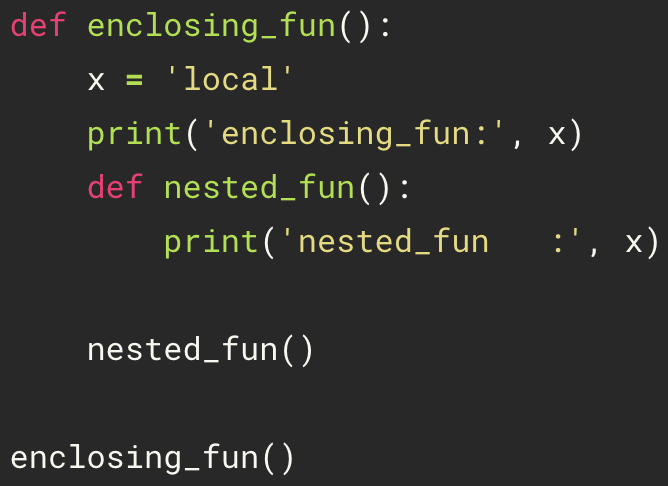 def enclosing_fun():
    x = 'local'
    print('enclosing_fun:', x)
    def nested_fun():
        print('nested_fun   :', x)

    nested_fun()

enclosing_fun()